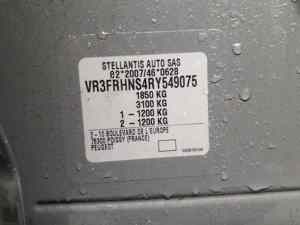 STELLANTIS AUTO SAS
e2*2007/46*0628
VR3FRHNS4RY549075
1850 KG
3100 KG
1 - 1200 KG
2 - 1200 KG
2 - 10 BOULEVARD DE L'EUROPE
78300 POISSY (FRANCE)
PEUGEOT